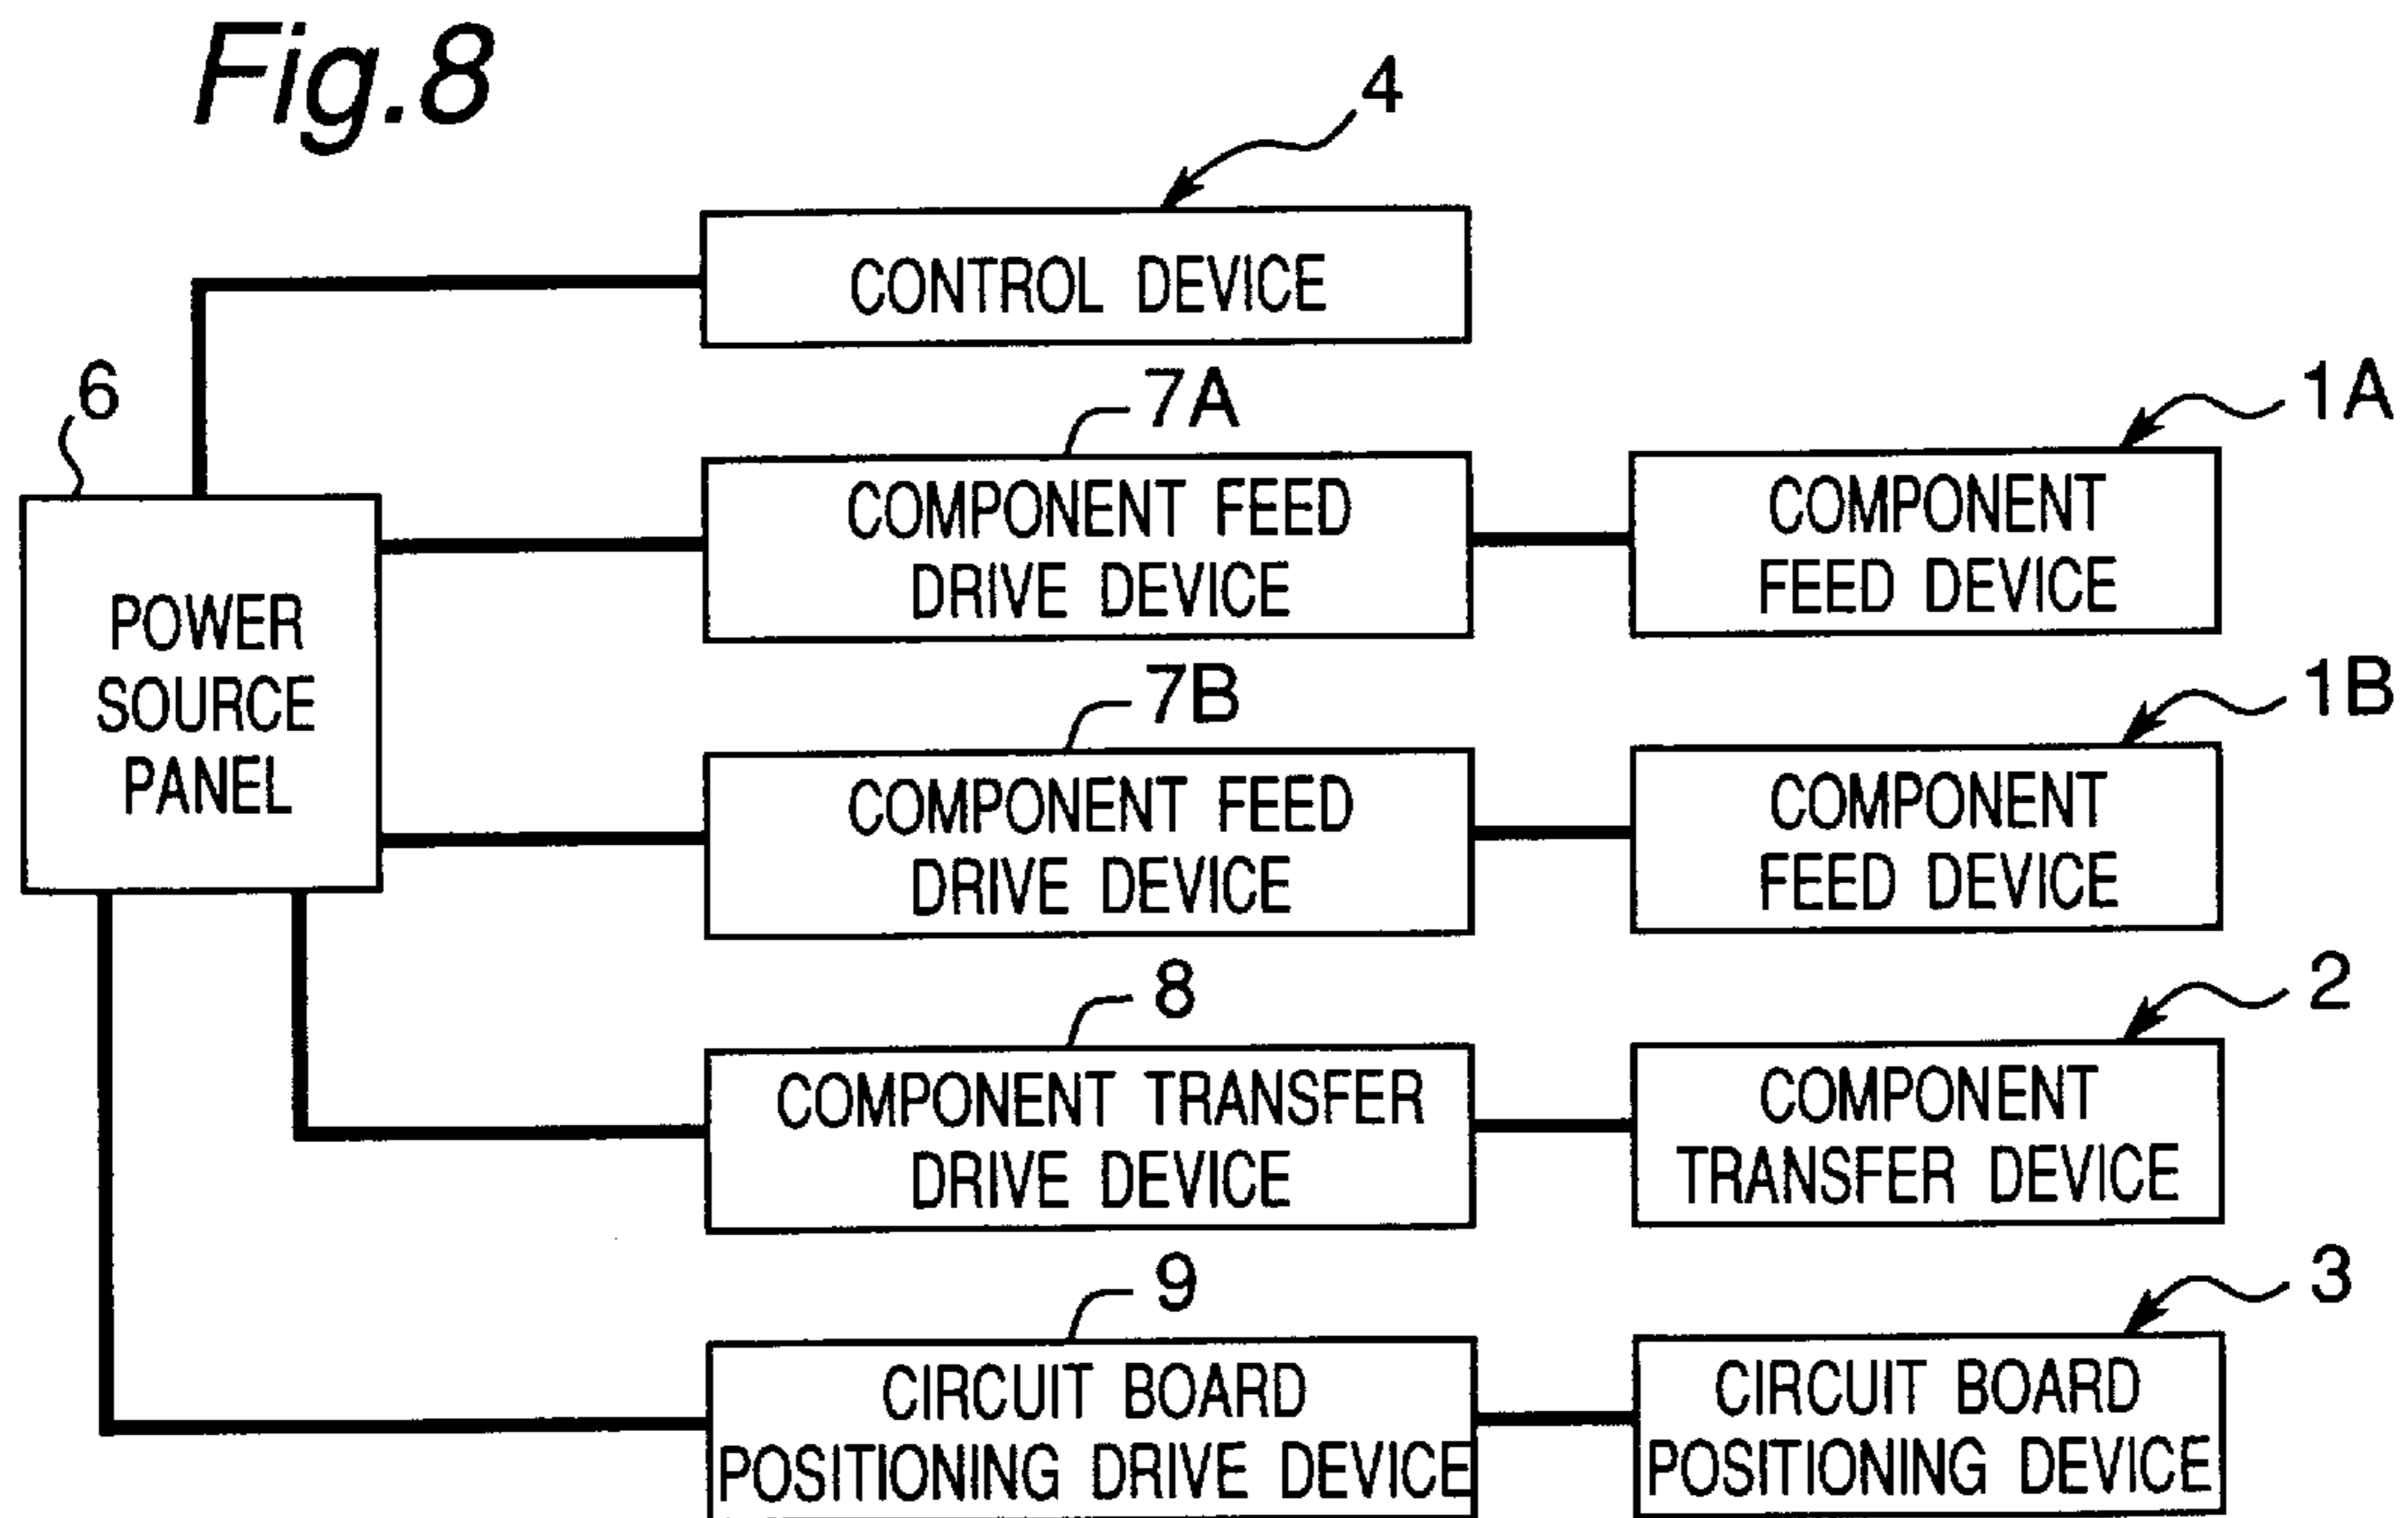 Fig.8
4
CONTROL DEVICE
6
POWER
SOURCE
PANEL
7A
COMPONENT FEED
DRIVE DEVICE
1A
COMPONENT
FEED DEVICE
7B
COMPONENT FEED
DRIVE DEVICE
1B
COMPONENT
FEED DEVICE
8
COMPONENT TRANSFER
DRIVE DEVICE
2
COMPONENT
TRANSFER DEVICE
9
CIRCUIT BOARD
POSITIONING DRIVE DEVICE
3
CIRCUIT BOARD
POSITIONING DEVICE